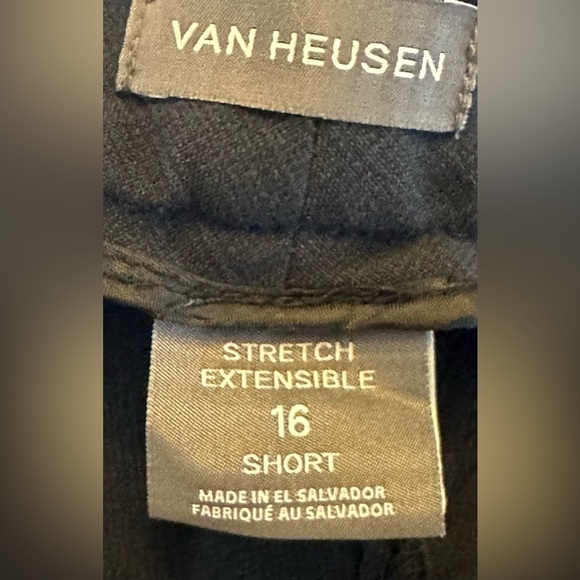 VAN HEUSEN
STRETCH
EXTENSIBLE
16
SHORT
MADE IN EL SALVADOR
FABRIQUÉ AU SALVADOR